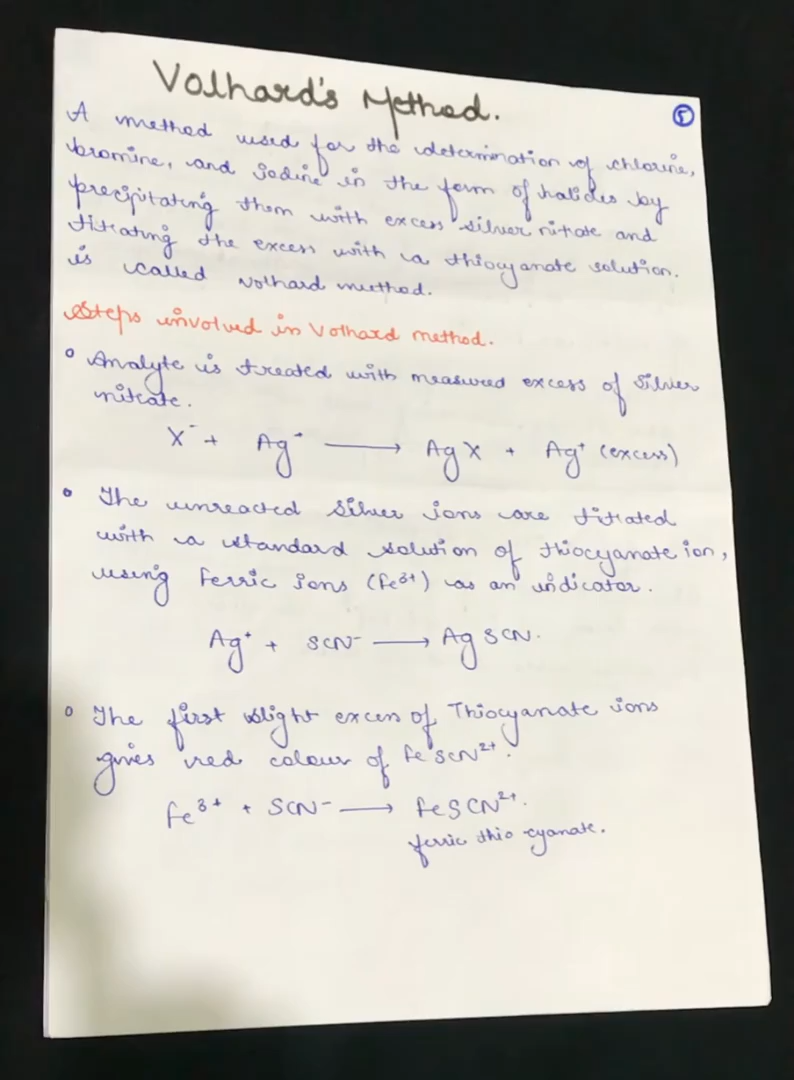 Volhard's Method.
5
A method used for the determination of chlorine,
bromine, and iodine in the form of halides by
precipitating them with excess silver nitrate and
titrating the excess with a thiocyanate solution.
is called Volhard method.
Steps involved in Volhard method.
Analyte is treated with measured excess of silver
nitrate.
X⁻ + Ag⁺ ⟶ AgX + Ag⁺ (excess)
The unreacted silver ions are titrated
with a standard solution of thiocyanate ion,
using Ferric ions (Fe³⁺) as an indicator.
Ag⁺ + SCN⁻ ⟶ AgSCN.
The first slight excess of Thiocyanate ions
gives red colour of FeSCN²⁺.
Fe³⁺ + SCN⁻ ⟶ FeSCN²⁺.
ferric thio cyanate.